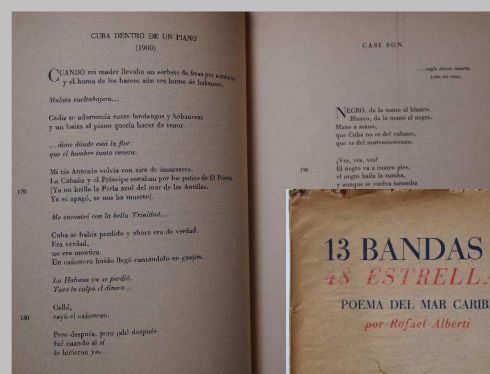 CUBA DENTRO DE UN PIANO
(1900)
CUANDO mi madre llevaba un sorbete de fresa por sombrero
y el humo de los barcos aún era humo de habanero.
Mulata vueltabajera...
Cádiz se adormecía entre fandangos y habaneras
y un lorito al piano quería hacer de tenor.
...dime dónde está la flor
que el hombre tanto venera.
Mi tío Antonio volvía con aire de insurrecto.
La Cabaña y el Príncipe sonaban por los patios de El Puerto.
170 (Ya no brilla la Perla azul del mar de las Antillas.
Ya se apagó, se nos ha muerto).
Me encontré con la bella Trinidad...
Cuba se había perdido y ahora era de verdad.
Era verdad,
no era mentira.
Un cañonero huido llegó cantándolo en guajira.
La Habana ya se perdió.
Tuvo la culpa el dinero...
Calló,
180 cayó el cañonero.
Pero después, pero ¡ah! después
fué cuando al sí
lo hicieron yes.
CASI SON
LOPE DE VEGA.
NEGRO, da la mano al blanco.
Blanco, da la mano al negro.
Mano a mano,
que Cuba no es del cubano,
que es del norteamericano.
190 ¿Ves, ves, ves?
El negro va a cuatro pies,
el negro baila la rumba,
y aunque se vuelva tarumba
13 BANDAS
48 ESTRELLA
POEMA DEL MAR CARIB
por Rafael Alberti